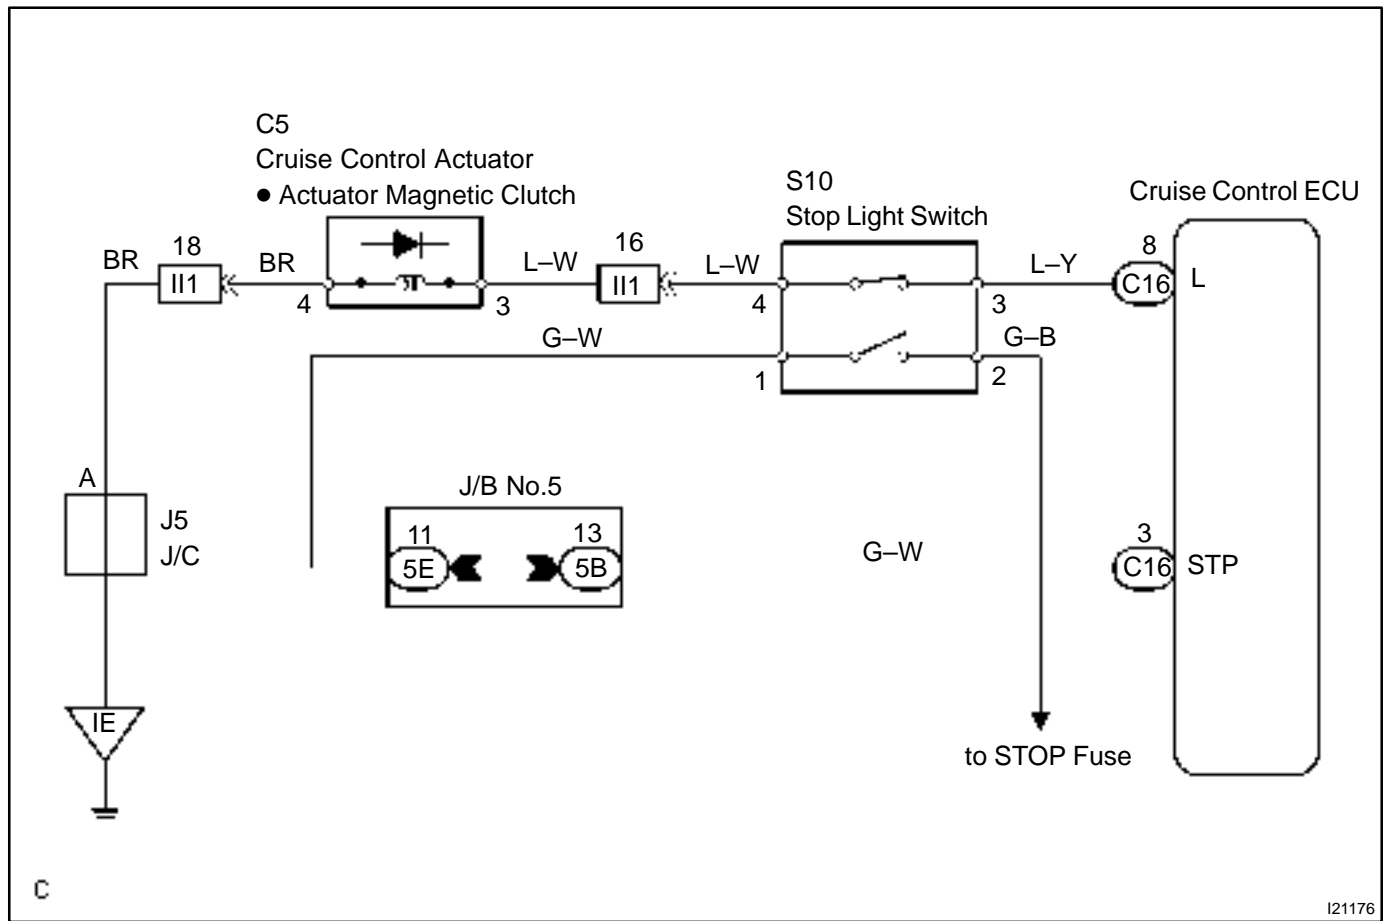 C5
Cruise Control Actuator
● Actuator Magnetic Clutch
S10
Stop Light Switch
Cruise Control ECU
BR
18
II1
BR
4
3
L–W
16
II1
L–W
4
3
L–Y
8
C16
L
G–W
1
2
G–B
A
J5
J/C
J/B No.5
11
5E
13
5B
G–W
3
C16
STP
IE
to STOP Fuse
C
I21176